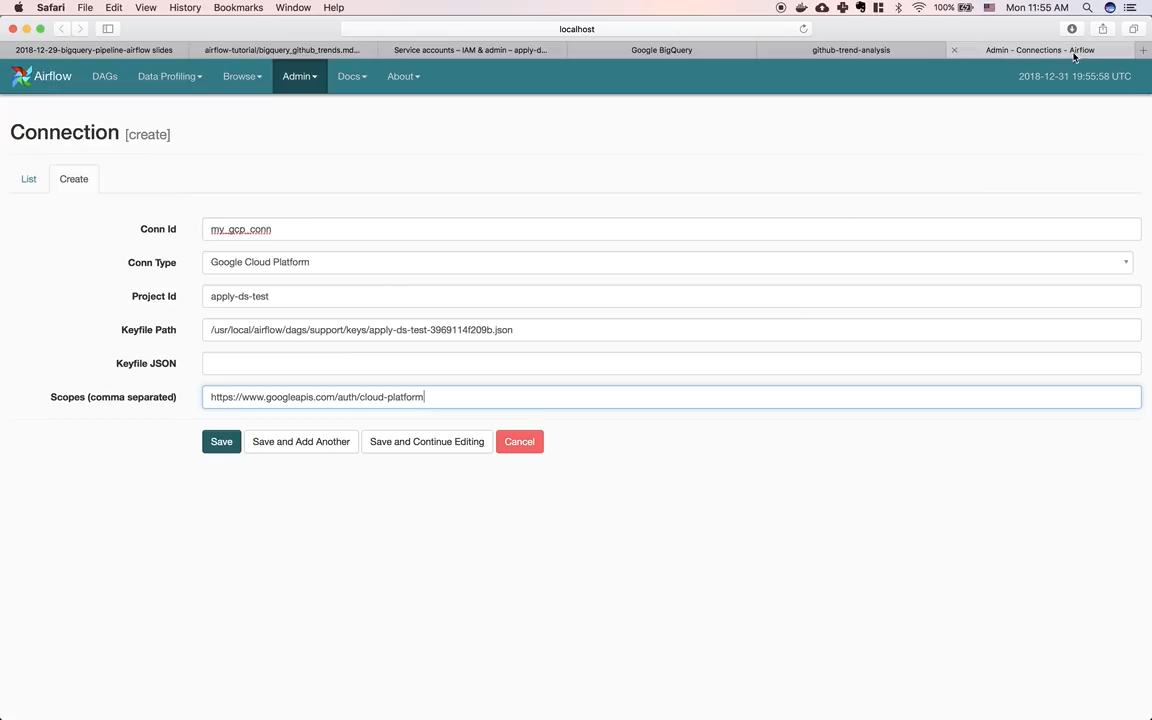 Safari File Edit View History Bookmarks Window Help 100% Mon 11:55 AM
localhost
2018-12-29-bigquery-pipeline-airflow slides airflow-tutorial/bigquery_github_trends.md... Service accounts – IAM & admin – apply-d... Google BigQuery github-trend-analysis Admin - Connections - Airflow
Airflow DAGs Data Profiling Browse Admin Docs About 2018-12-31 19:55:58 UTC
Connection [create]
List Create
Conn Id my_gcp_conn
Conn Type Google Cloud Platform
Project Id apply-ds-test
Keyfile Path /usr/local/airflow/dags/support/keys/apply-ds-test-3969114f209b.json
Keyfile JSON
Scopes (comma separated) https://www.googleapis.com/auth/cloud-platform
Save Save and Add Another Save and Continue Editing Cancel